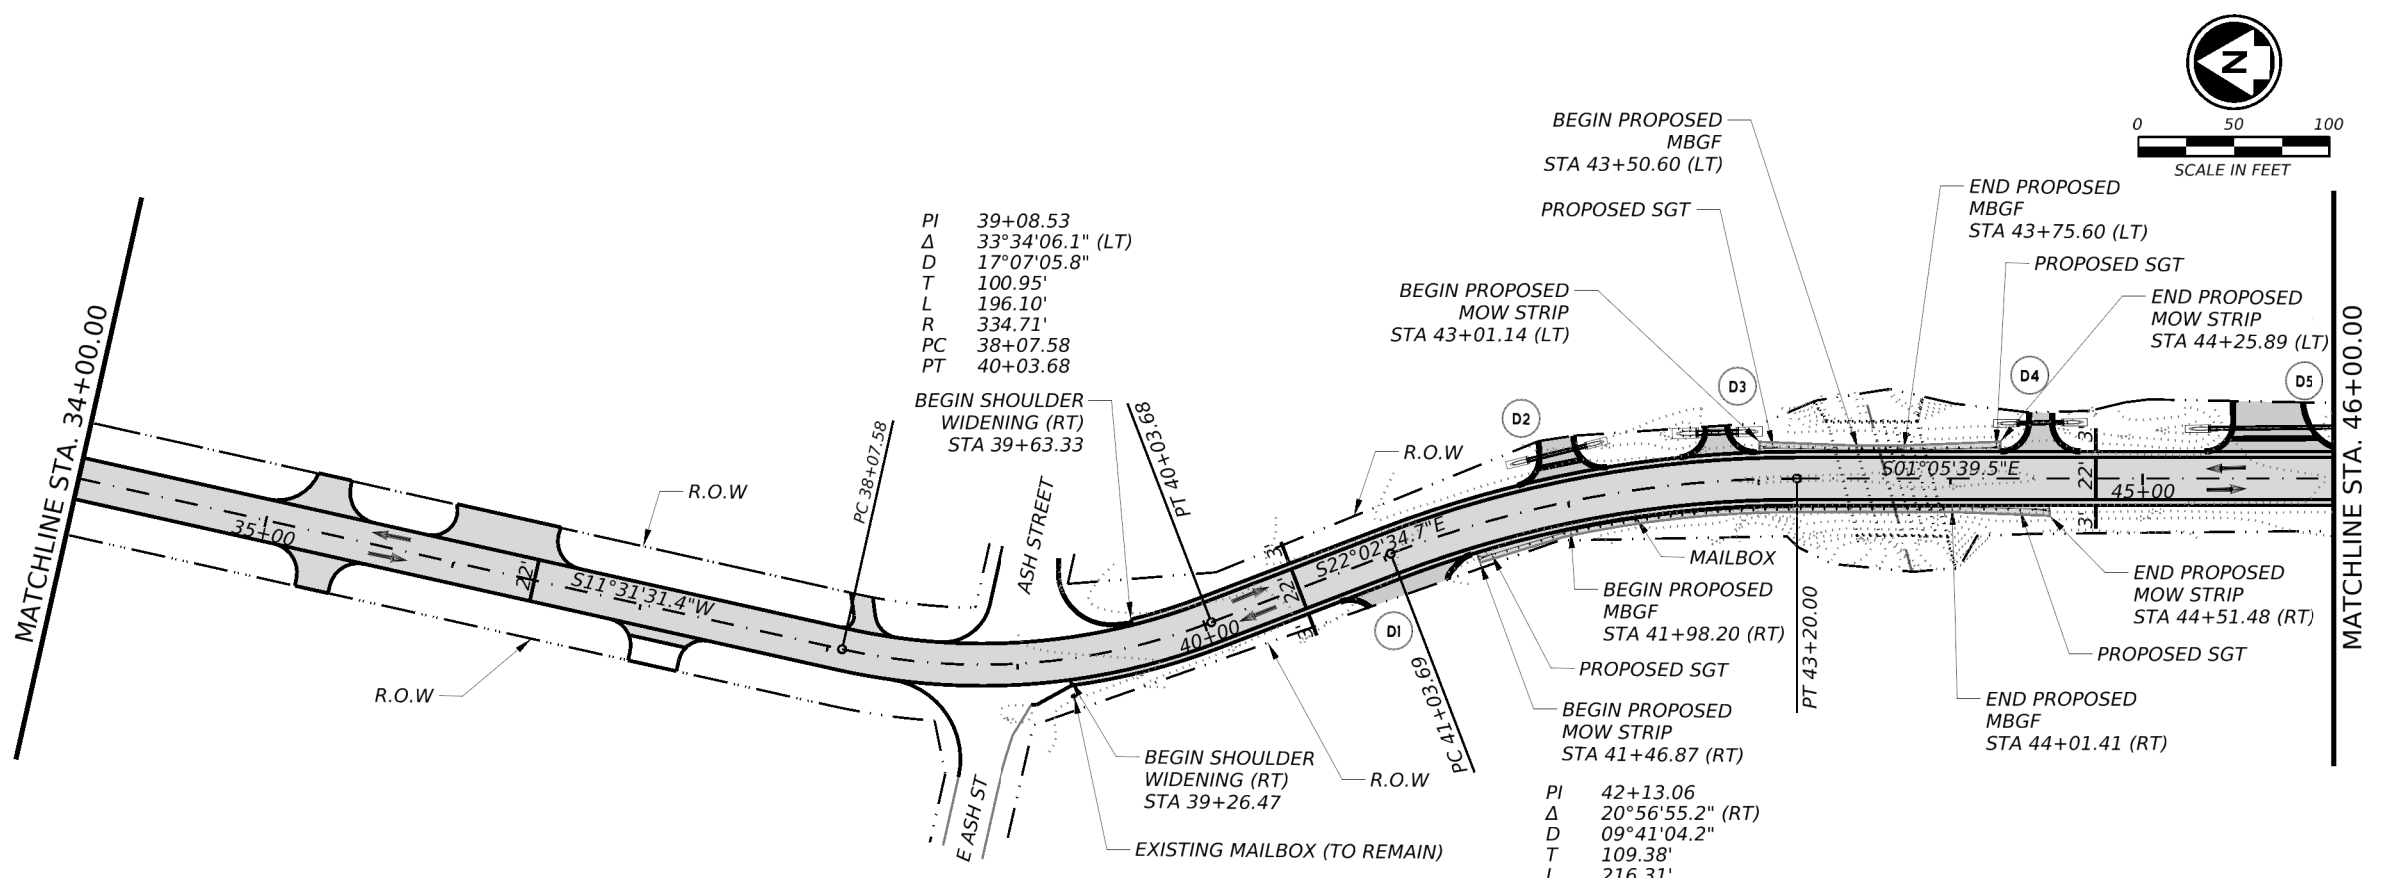 N
0 50 100
SCALE IN FEET
BEGIN PROPOSED
MBGF
STA 43+50.60 (LT)
PROPOSED SGT
END PROPOSED
MBGF
STA 43+75.60 (LT)
PROPOSED SGT
BEGIN PROPOSED
MOW STRIP
STA 43+01.14 (LT)
END PROPOSED
MOW STRIP
STA 44+25.89 (LT)
PI 39+08.53
Δ 33°34'06.1" (LT)
D 17°07'05.8"
T 100.95'
L 196.10'
R 334.71'
PC 38+07.58
PT 40+03.68
BEGIN SHOULDER
WIDENING (RT)
STA 39+63.33
MATCHLINE STA. 34+00.00
MATCHLINE STA. 46+00.00
D2
D3
D4
D5
R.O.W
R.O.W
PC 38+07.58
PT 40+03.68
ASH STREET
35+00
22'
S11°31'31.4"W
40+00
3'
22'
3'
S22°02'34.7"E
S01°05'39.5"E
3'
22'
3'
45+00
D1
PC 41+03.69
PT 43+20.00
MAILBOX
BEGIN PROPOSED
MBGF
STA 41+98.20 (RT)
PROPOSED SGT
BEGIN PROPOSED
MOW STRIP
STA 41+46.87 (RT)
END PROPOSED
MOW STRIP
STA 44+51.48 (RT)
PROPOSED SGT
END PROPOSED
MBGF
STA 44+01.41 (RT)
R.O.W
E ASH ST
BEGIN SHOULDER
WIDENING (RT)
STA 39+26.47
R.O.W
EXISTING MAILBOX (TO REMAIN)
PI 42+13.06
Δ 20°56'55.2" (RT)
D 09°41'04.2"
T 109.38'
L 216.31'